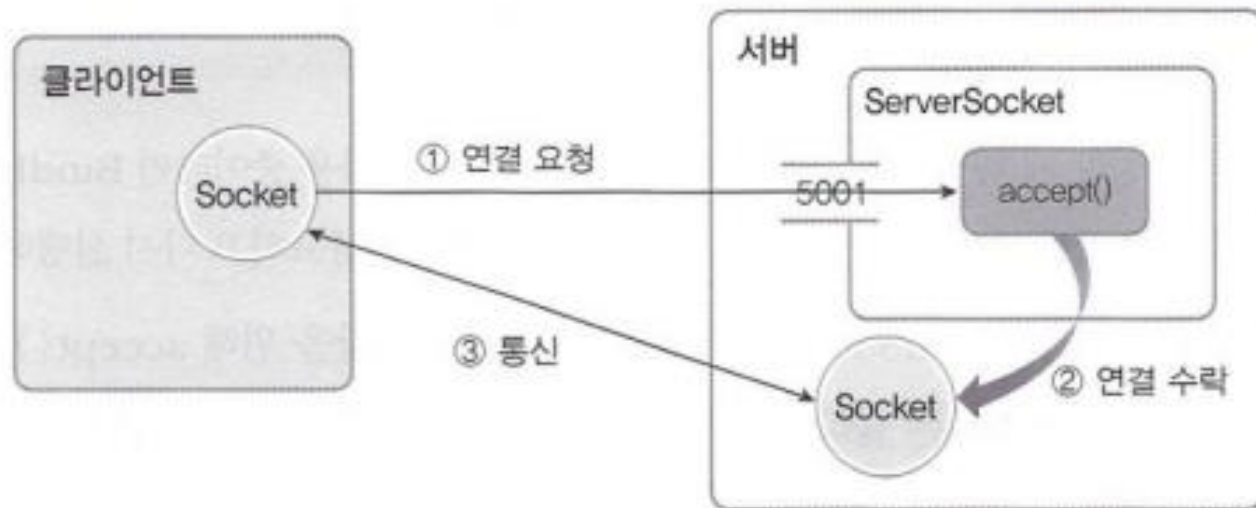 클라이언트
Socket
① 연결 요청
③ 통신
서버
ServerSocket
5001
accept()
Socket
② 연결 수락